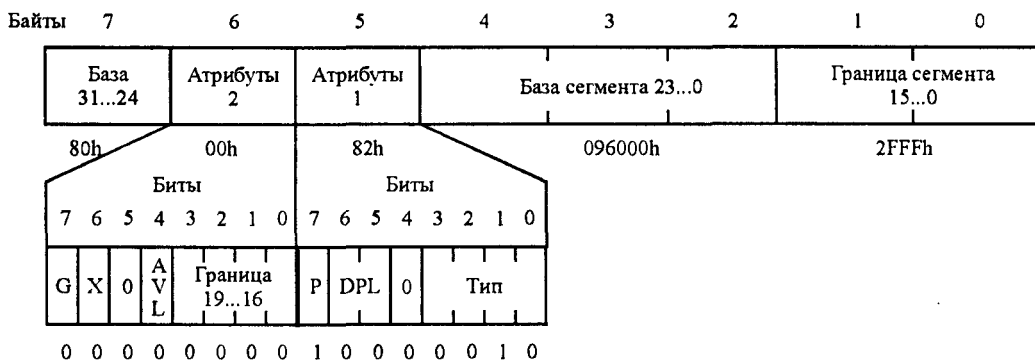 Байты 7 6 5 4 3 2 1 0
База Атрибуты Атрибуты База сегмента 23...0 Граница сегмента
31...24 2 1 15...0
80h 00h 82h 096000h 2FFFh
Биты Биты
7 6 5 4 3 2 1 0 7 6 5 4 3 2 1 0
G X 0 AVL Граница 19...16 P DPL 0 Тип
0 0 0 0 0 0 0 0 1 0 0 0 0 0 1 0